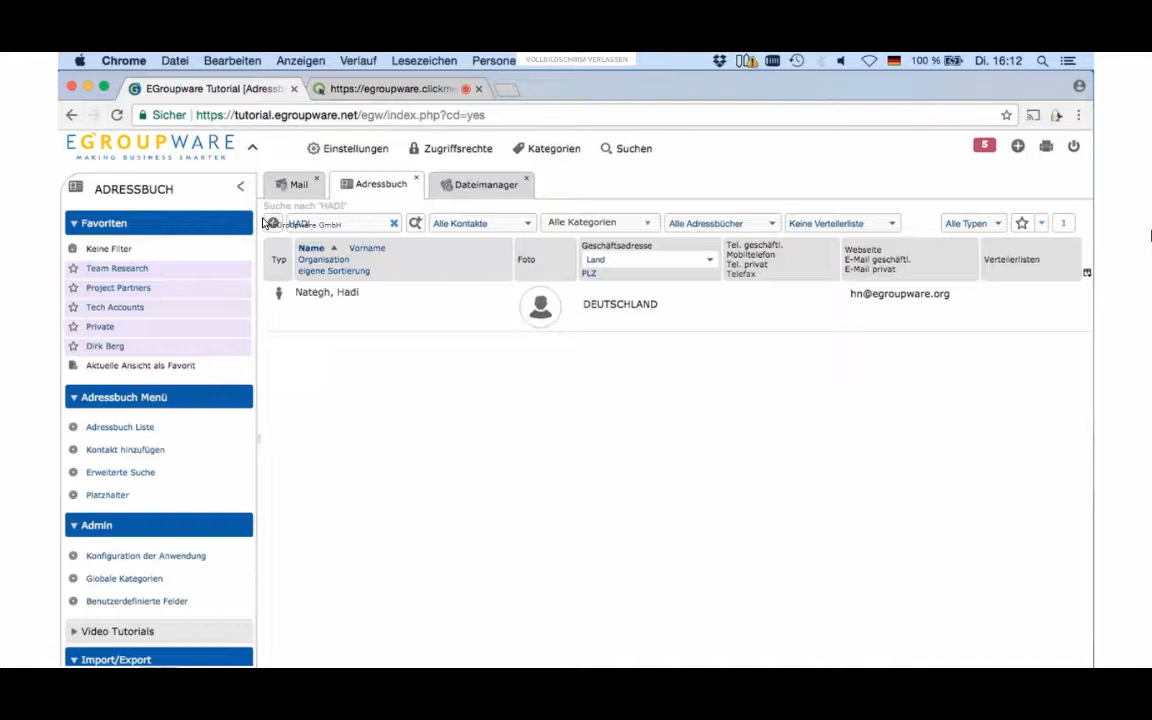 Chrome Datei Bearbeiten Anzeigen Verlauf Lesezeichen Persone VOLLBILDSCHIRM VERLASSEN 100 % Di. 16:12
EGroupware Tutorial [Adressb × https://egroupware.clickme ×
Sicher https://tutorial.egroupware.net/egw/index.php?cd=yes
EGROUPWARE
MAKING BUSINESS SMARTER
Einstellungen Zugriffsrechte Kategorien Suchen 5
ADRESSBUCH
Mail Adressbuch Dateimanager
Suche nach 'HADI'
HADI Alle Kontakte Alle Kategorien Alle Adressbücher Keine Verteilerliste Alle Typen 1
GmbH
Typ Name Vorname
Organisation
eigene Sortierung
Foto
Geschäftsadresse
Land
PLZ
Tel. geschäftl.
Mobiltelefon
Tel. privat
Telefax
Webseite
E-Mail geschäftl.
E-Mail privat
Verteilerlisten
Nategh, Hadi
DEUTSCHLAND
hn@egroupware.org
Favoriten
Keine Filter
Team Research
Project Partners
Tech Accounts
Private
Dirk Berg
Aktuelle Ansicht als Favorit
Adressbuch Menü
Adressbuch Liste
Kontakt hinzufügen
Erweiterte Suche
Platzhalter
Admin
Konfiguration der Anwendung
Globale Kategorien
Benutzerdefinierte Felder
Video Tutorials
Import/Export